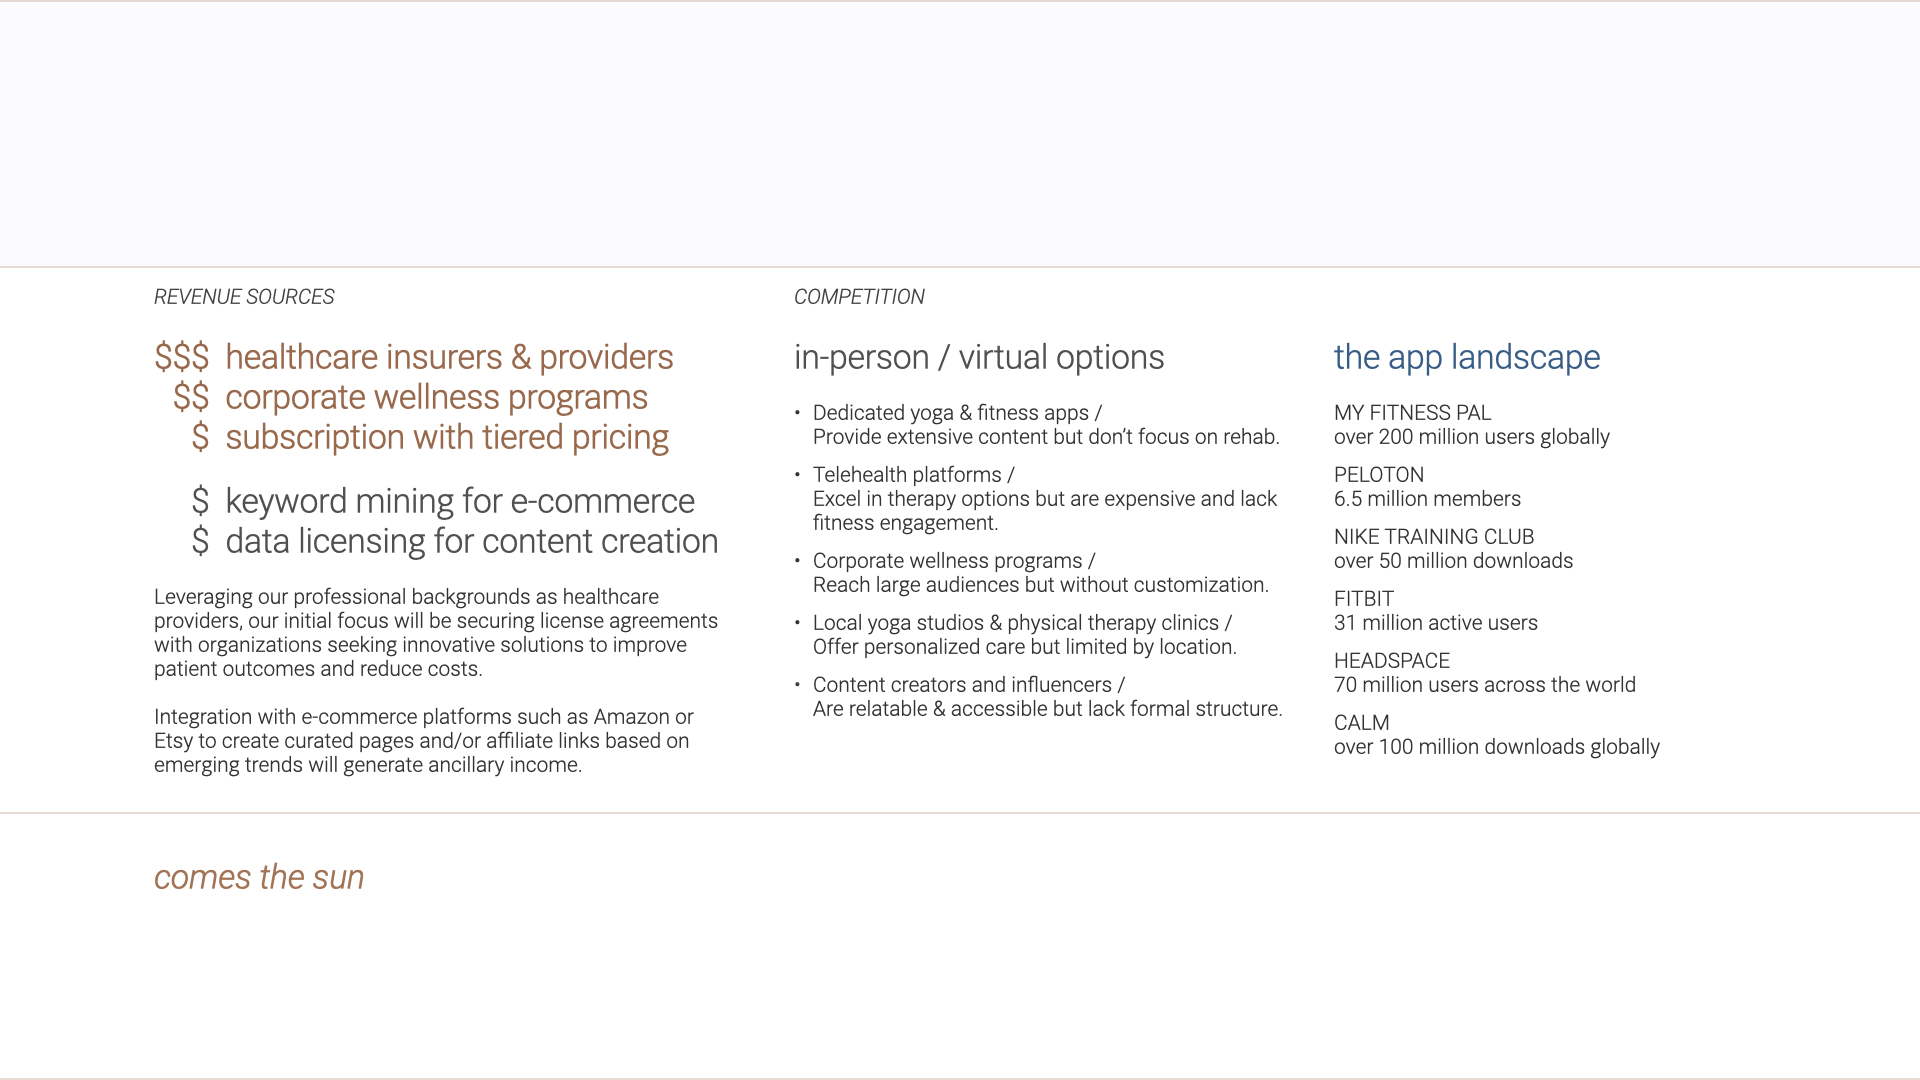 REVENUE SOURCES
$$$ healthcare insurers & providers
$$ corporate wellness programs
$ subscription with tiered pricing
$ keyword mining for e-commerce
$ data licensing for content creation
Leveraging our professional backgrounds as healthcare
providers, our initial focus will be securing license agreements
with organizations seeking innovative solutions to improve
patient outcomes and reduce costs.
Integration with e-commerce platforms such as Amazon or
Etsy to create curated pages and/or affiliate links based on
emerging trends will generate ancillary income.
COMPETITION
in-person / virtual options
• Dedicated yoga & fitness apps /
Provide extensive content but don’t focus on rehab.
• Telehealth platforms /
Excel in therapy options but are expensive and lack
fitness engagement.
• Corporate wellness programs /
Reach large audiences but without customization.
• Local yoga studios & physical therapy clinics /
Offer personalized care but limited by location.
• Content creators and influencers /
Are relatable & accessible but lack formal structure.
the app landscape
MY FITNESS PAL
over 200 million users globally
PELOTON
6.5 million members
NIKE TRAINING CLUB
over 50 million downloads
FITBIT
31 million active users
HEADSPACE
70 million users across the world
CALM
over 100 million downloads globally
comes the sun